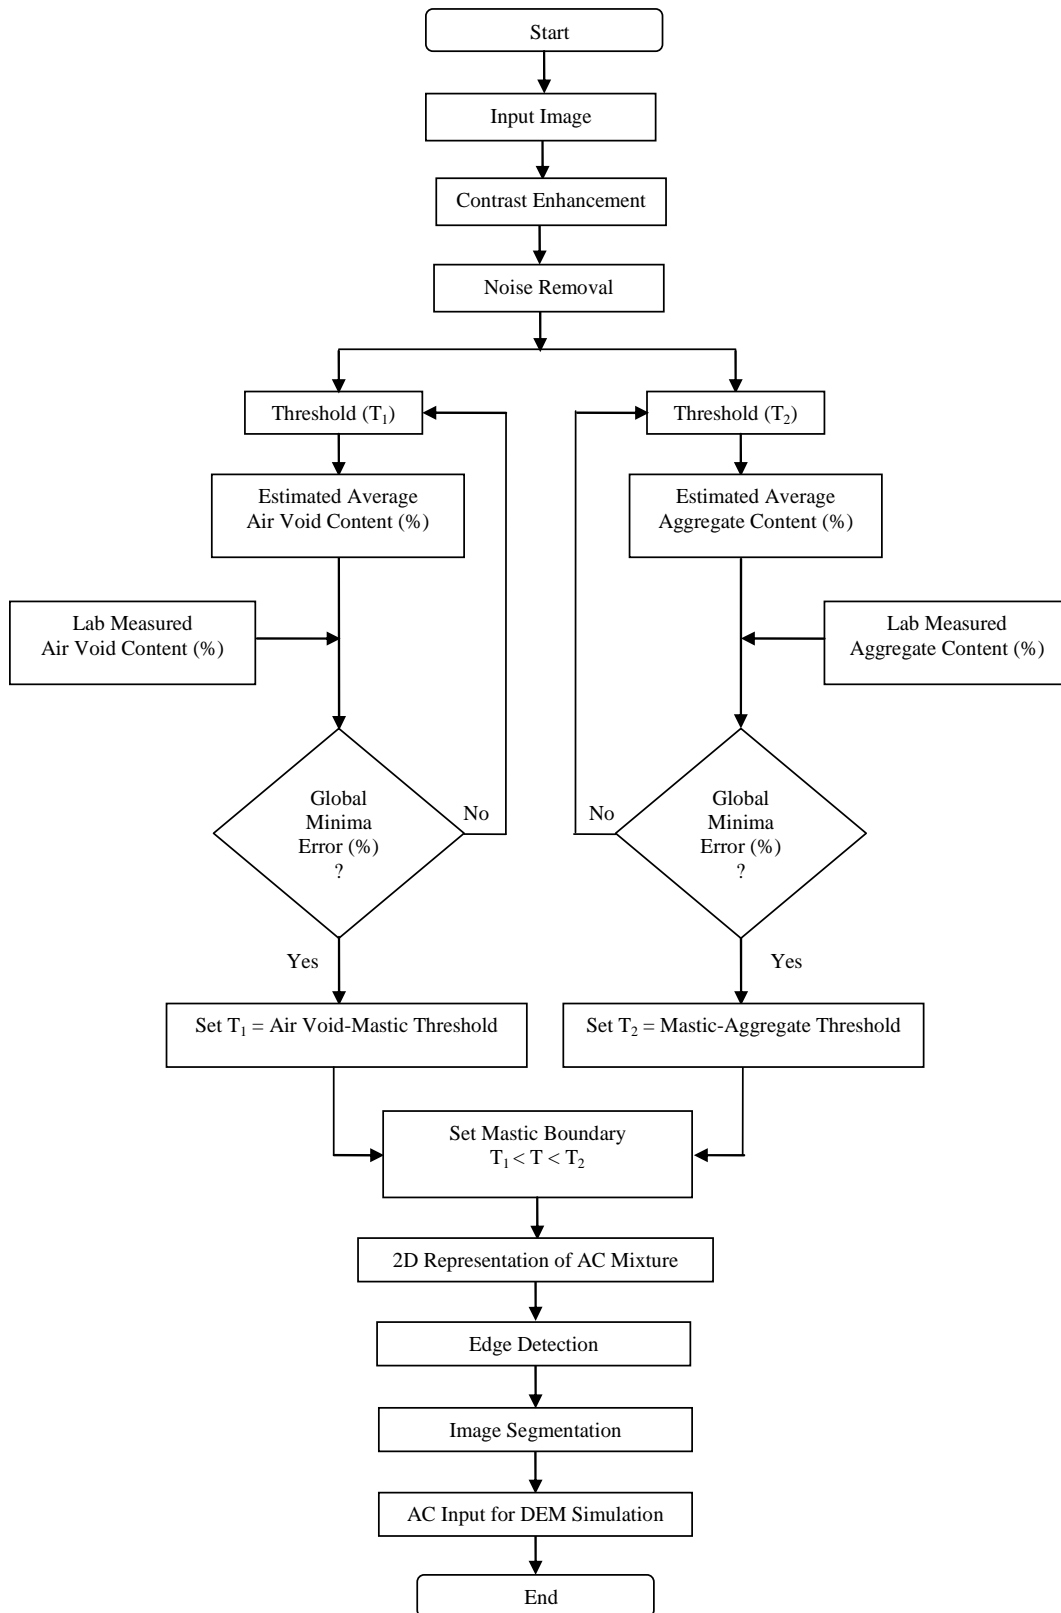 Start
Input Image
Contrast Enhancement
Noise Removal
Threshold (T₁)
Threshold (T₂)
Estimated Average
Air Void Content (%)
Estimated Average
Aggregate Content (%)
Lab Measured
Air Void Content (%)
Lab Measured
Aggregate Content (%)
Global
Minima
Error (%)
?
No
Global
Minima
Error (%)
?
No
Yes
Yes
Set T₁ = Air Void-Mastic Threshold
Set T₂ = Mastic-Aggregate Threshold
Set Mastic Boundary
T₁ < T < T₂
2D Representation of AC Mixture
Edge Detection
Image Segmentation
AC Input for DEM Simulation
End